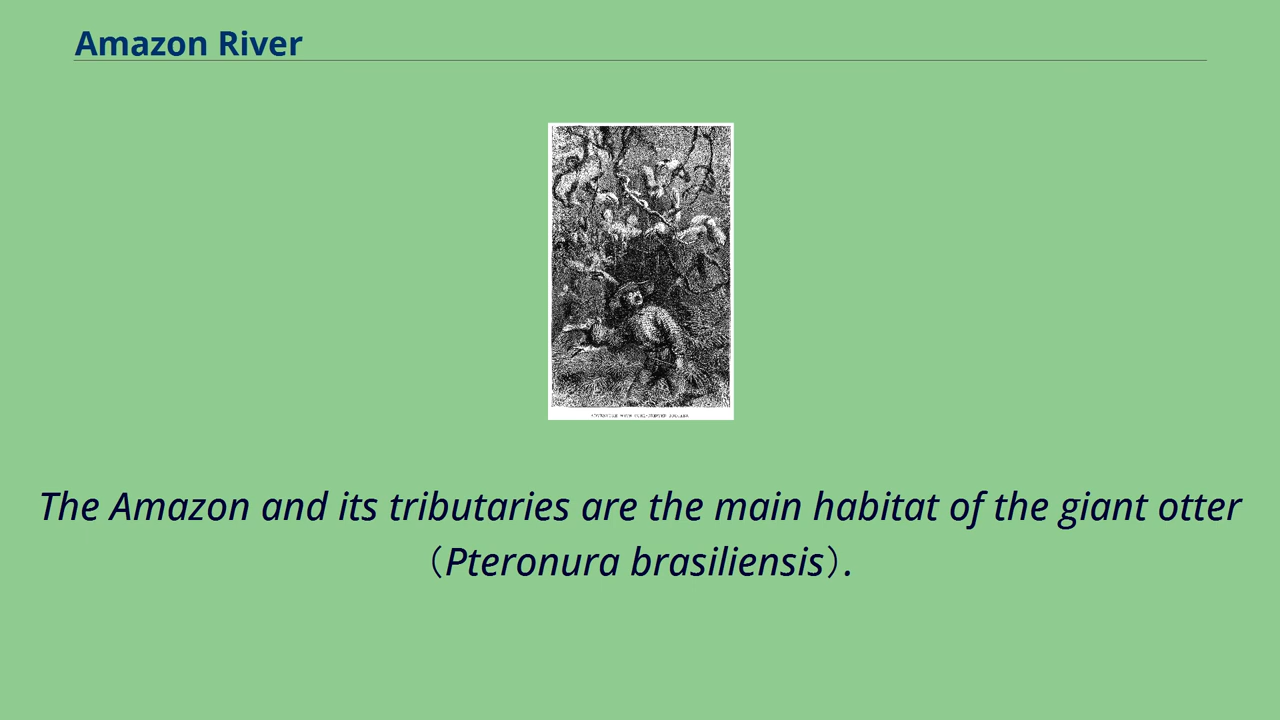 Amazon River
The Amazon and its tributaries are the main habitat of the giant otter
（Pteronura brasiliensis）.